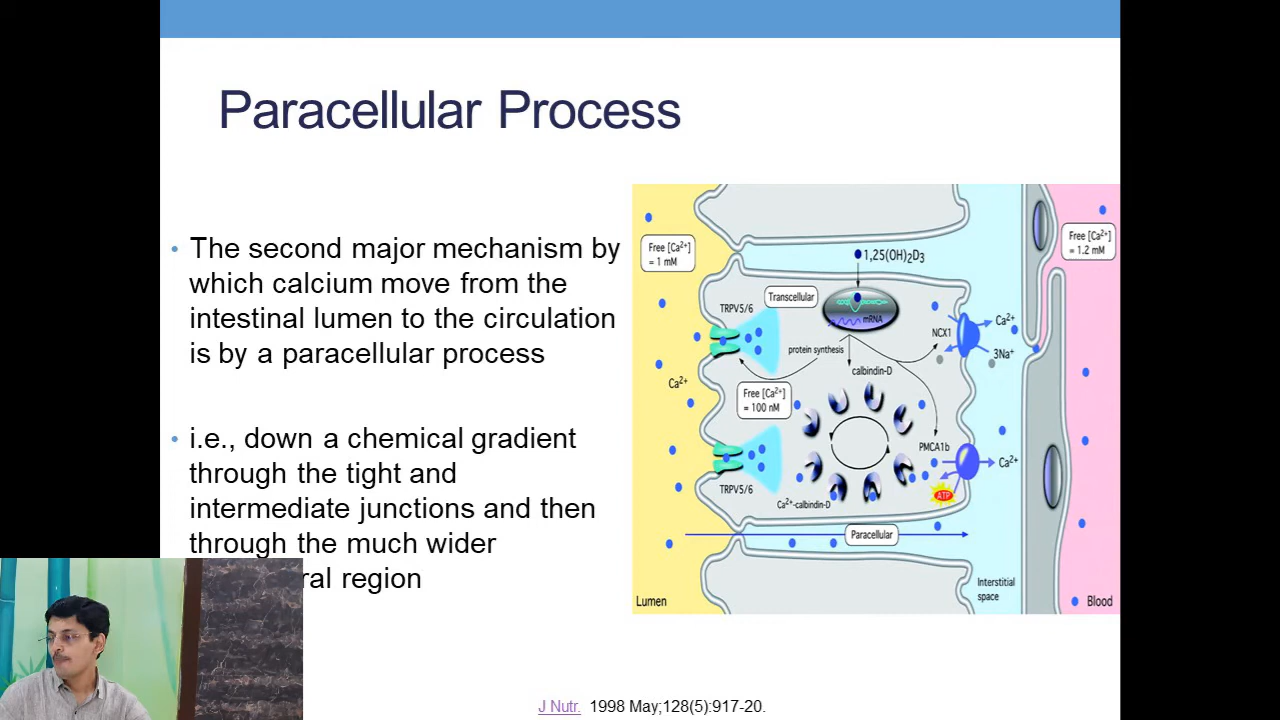 Paracellular Process
• The second major mechanism by
which calcium move from the
intestinal lumen to the circulation
is by a paracellular process
• i.e., down a chemical gradient
through the tight and
intermediate junctions and then
through the much wider
ral region
Free [Ca²⁺]
= 1 mM
1,25(OH)₂D₃
Free [Ca²⁺]
= 1.2 mM
Transcellular
TRPV5/6
mRNA
NCX1
Ca²⁺
3Na⁺
protein synthesis
calbindin-D
Ca²⁺
Free [Ca²⁺]
= 100 nM
PMCA1b
Ca²⁺
TRPV5/6
ATP
Ca²⁺-calbindin-D
Paracellular
Interstitial
space
Lumen
Blood
J Nutr. 1998 May;128(5):917-20.